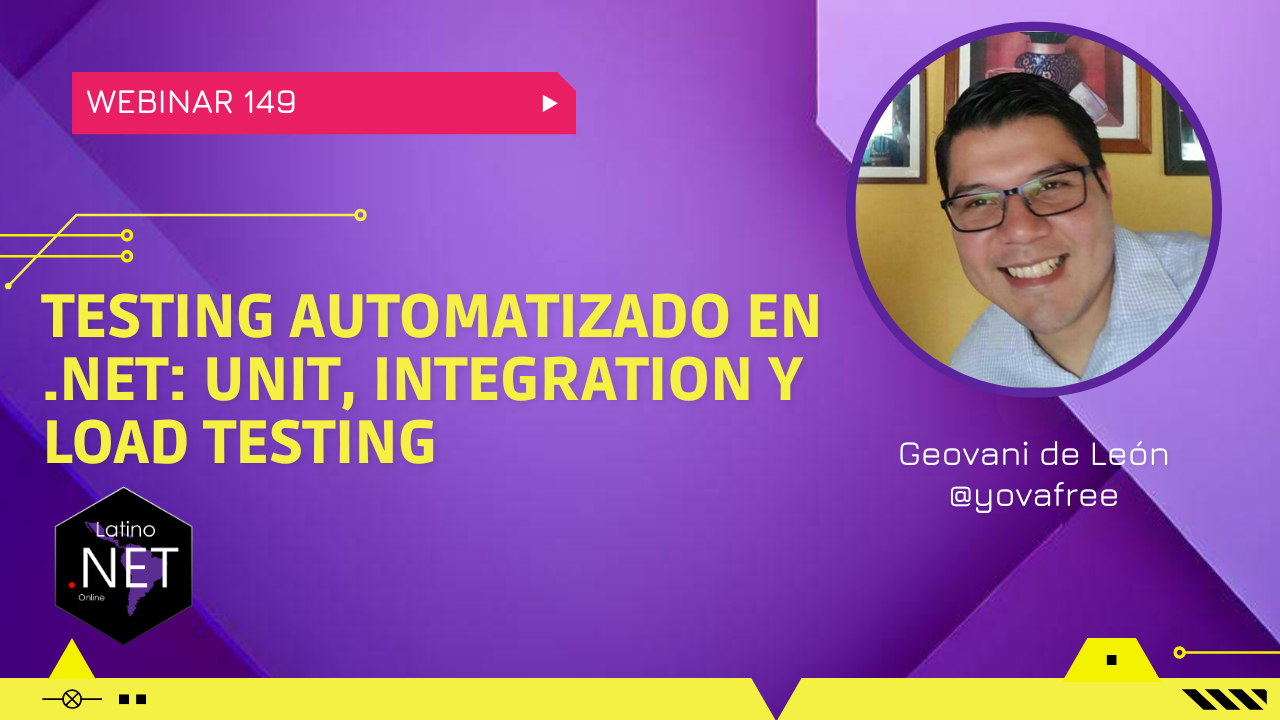 WEBINAR 149
TESTING AUTOMATIZADO EN
.NET: UNIT, INTEGRATION Y
LOAD TESTING
Geovani de León
@yovafree
Latino
.NET
Online